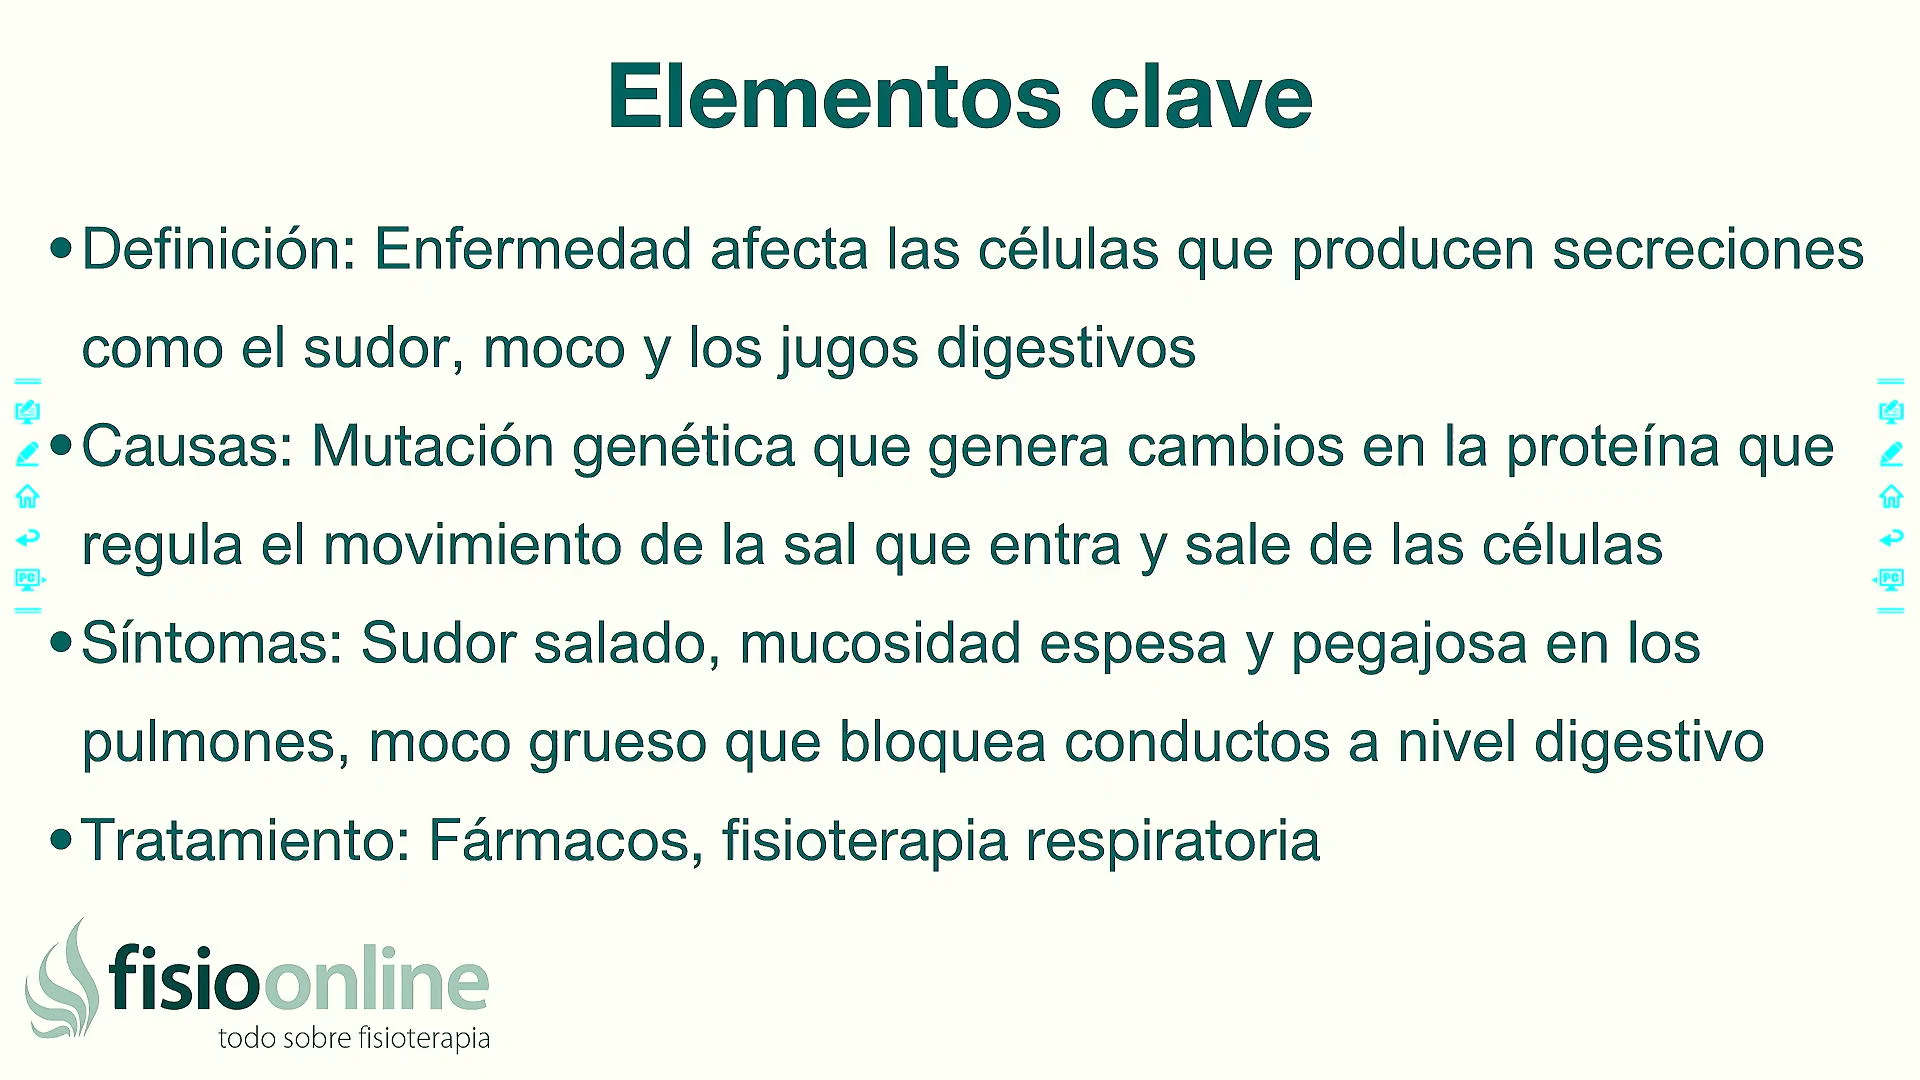 Elementos clave
•Definición: Enfermedad afecta las células que producen secreciones
como el sudor, moco y los jugos digestivos
•Causas: Mutación genética que genera cambios en la proteína que
regula el movimiento de la sal que entra y sale de las células
•Síntomas: Sudor salado, mucosidad espesa y pegajosa en los
pulmones, moco grueso que bloquea conductos a nivel digestivo
•Tratamiento: Fármacos, fisioterapia respiratoria
fisioonline
todo sobre fisioterapia
PC
PC